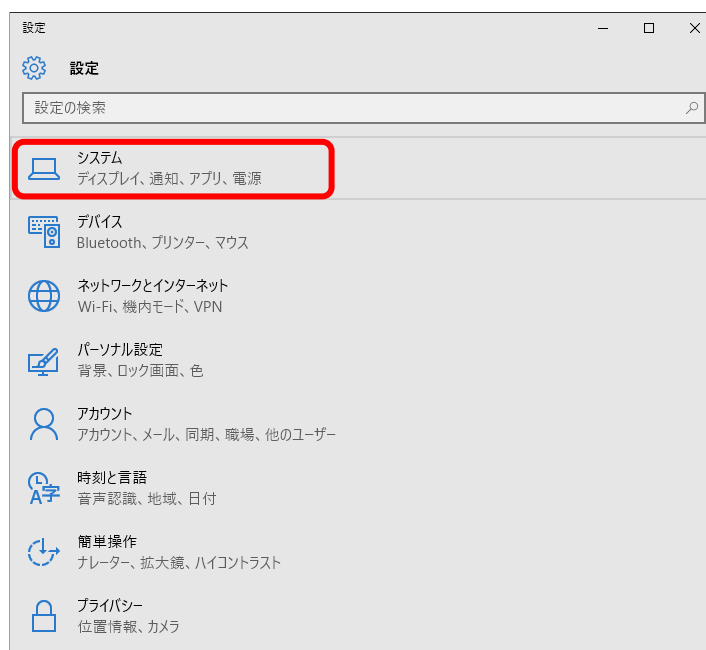 設定
設定
設定の検索
システム
ディスプレイ、通知、アプリ、電源
デバイス
Bluetooth、プリンター、マウス
ネットワークとインターネット
Wi-Fi、機内モード、VPN
パーソナル設定
背景、ロック画面、色
アカウント
アカウント、メール、同期、職場、他のユーザー
時刻と言語
音声認識、地域、日付
簡単操作
ナレーター、拡大鏡、ハイコントラスト
プライバシー
位置情報、カメラ